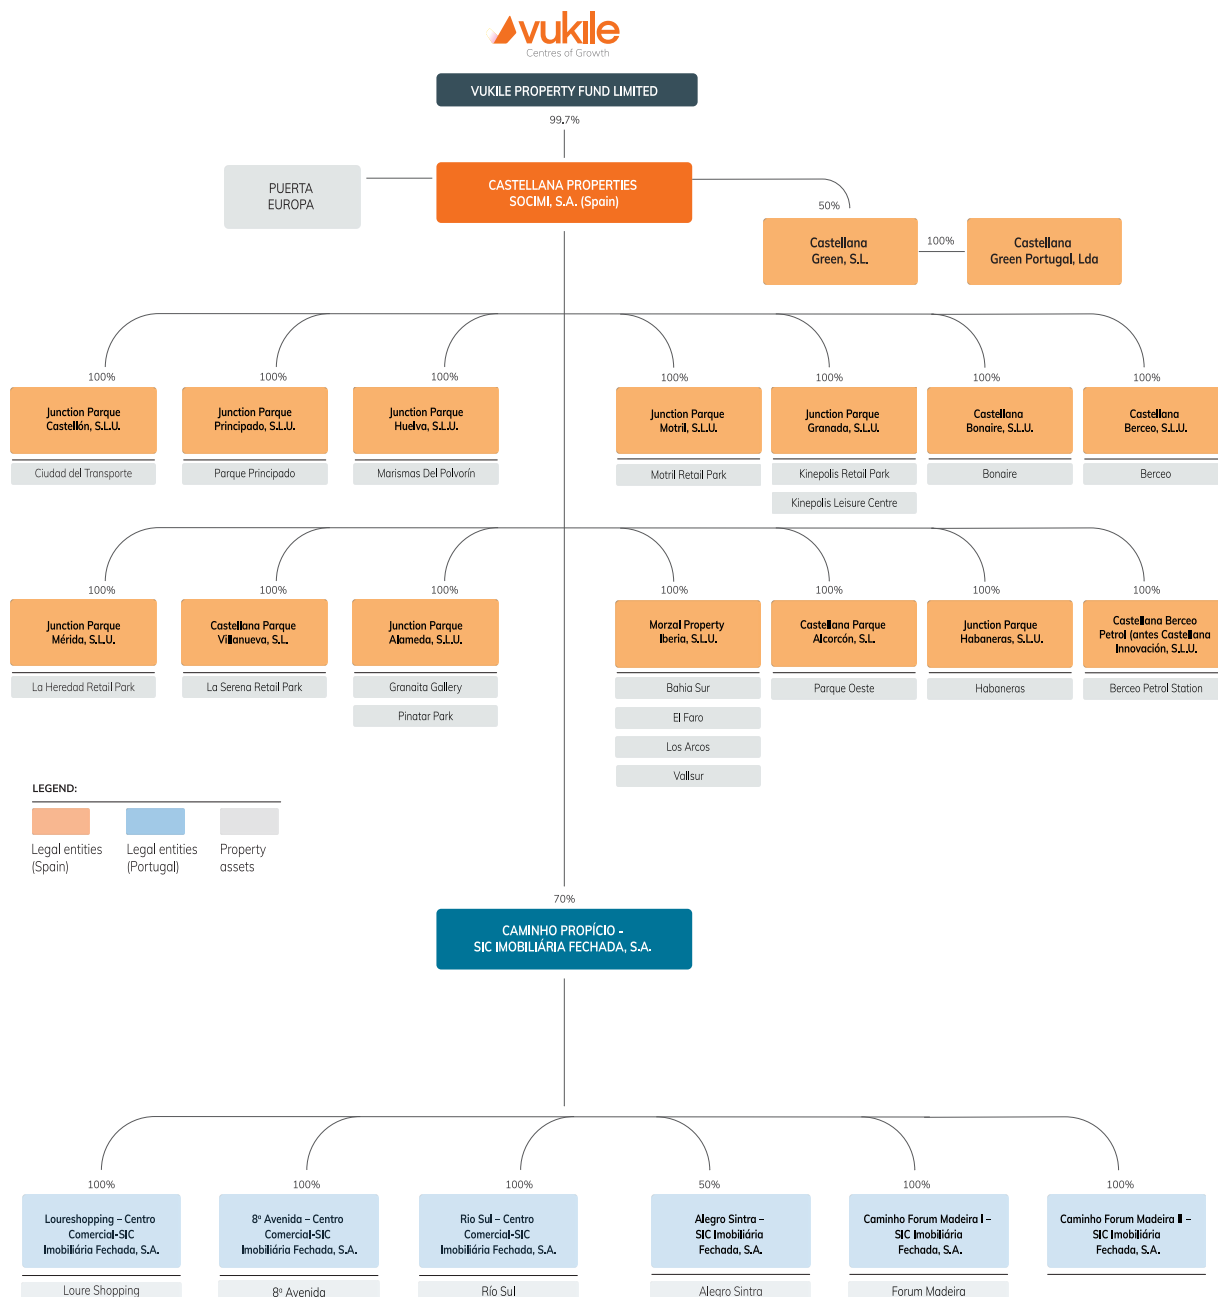 vukile
Centres of Growth
VUKILE PROPERTY FUND LIMITED
99.7%
PUERTA
EUROPA
CASTELLANA PROPERTIES
SOCIMI, S.A. (Spain)
50%
Castellana
Green, S.L.
100%
Castellana
Green Portugal, Lda
100%
100%
100%
100%
100%
100%
100%
Junction Parque
Castellón, S.L.U.
Ciudad del Transporte
Junction Parque
Principado, S.L.U.
Parque Principado
Junction Parque
Huelva, S.L.U.
Marismas Del Polvorín
Junction Parque
Motril, S.L.U.
Motril Retail Park
Junction Parque
Granada, S.L.U.
Kinepolis Retail Park
Kinepolis Leisure Centre
Castellana
Bonaire, S.L.U.
Bonaire
Castellana
Berceo, S.L.U.
Berceo
100%
100%
100%
100%
100%
100%
100%
Junction Parque
Mérida, S.L.U.
La Heredad Retail Park
Castellana Parque
Villanueva, S.L.
La Serena Retail Park
Junction Parque
Alameda, S.L.U.
Granaita Gallery
Pinatar Park
Morzal Property
Iberia, S.L.U.
Bahia Sur
El Faro
Los Arcos
Vallsur
Castellana Parque
Alcorcón, S.L.
Parque Oeste
Junction Parque
Habaneras, S.L.U.
Habaneras
Castellana Berceo
Petrol (antes Castellana
Innovación, S.L.U.
Berceo Petrol Station
LEGEND:
Legal entities
(Spain)
Legal entities
(Portugal)
Property
assets
70%
CAMINHO PROPÍCIO -
SIC IMOBILIÁRIA FECHADA, S.A.
100%
100%
100%
50%
100%
100%
Loureshopping – Centro
Comercial-SIC
Imobiliária Fechada, S.A.
Loure Shopping
8ª Avenida – Centro
Comercial-SIC
Imobiliária Fechada, S.A.
8ª Avenida
Rio Sul – Centro
Comercial-SIC
Imobiliária Fechada, S.A.
Río Sul
Alegro Sintra –
SIC Imobiliária
Fechada, S.A.
Alegro Sintra
Caminho Forum Madeira I –
SIC Imobiliária
Fechada, S.A.
Forum Madeira
Caminho Forum Madeira II –
SIC Imobiliária
Fechada, S.A.